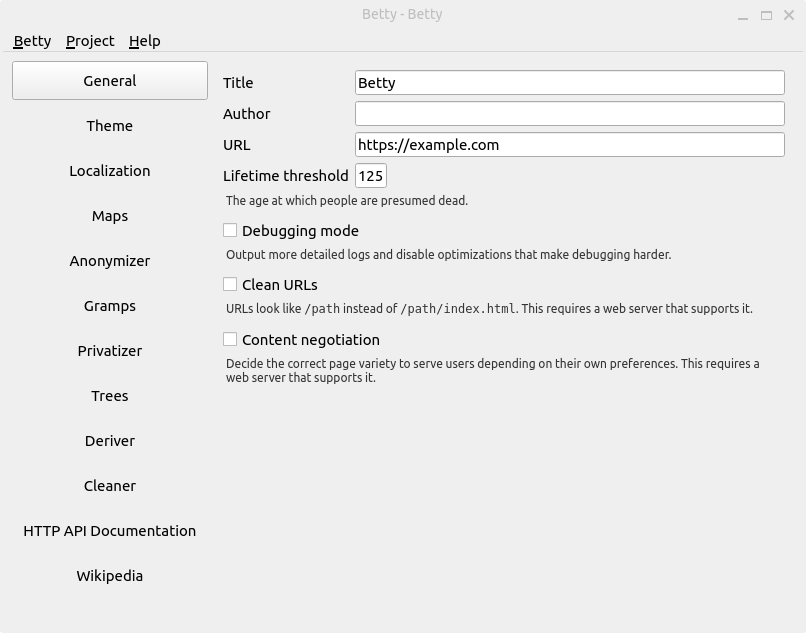 Betty - Betty
Betty Project Help
General
Theme
Localization
Maps
Anonymizer
Gramps
Privatizer
Trees
Deriver
Cleaner
HTTP API Documentation
Wikipedia
Title Betty
Author
URL https://example.com
Lifetime threshold 125
The age at which people are presumed dead.
Debugging mode
Output more detailed logs and disable optimizations that make debugging harder.
Clean URLs
URLs look like /path instead of /path/index.html. This requires a web server that supports it.
Content negotiation
Decide the correct page variety to serve users depending on their own preferences. This requires a
web server that supports it.